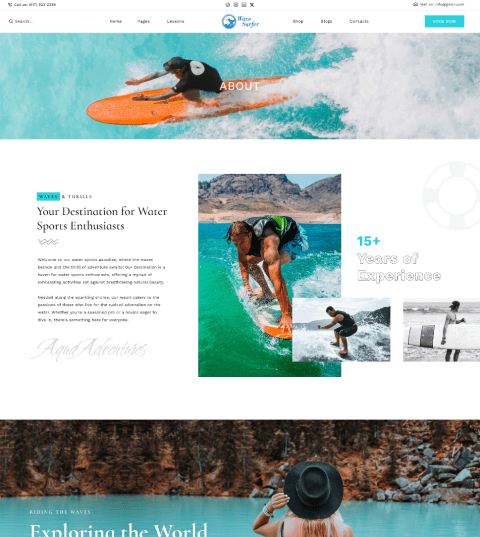 Call us: (617) 623-2338
Mail us: info@gmail.com
Search...
Home
Pages
Lessons
Wave
Surfer
Shop
Blogs
Contacts
BOOK NOW
ABOUT
WAVES & THRILLS
Your Destination for Water
Sports Enthusiasts
Welcome to our water sports paradise, where the waves
beckon and the thrill of adventure awaits! Our destination is a
haven for water sports enthusiasts, offering a myriad of
exhilarating activities set against breathtaking natural beauty.
Nestled along the sparkling shores, our resort caters to the
passions of those who live for the rush of adrenaline on the
water. Whether you're a seasoned pro or a novice eager to
dive in, there's something here for everyone.
Aqua Adventures
15+
Years of
Experience
RIDING THE WAVES
Exploring the World